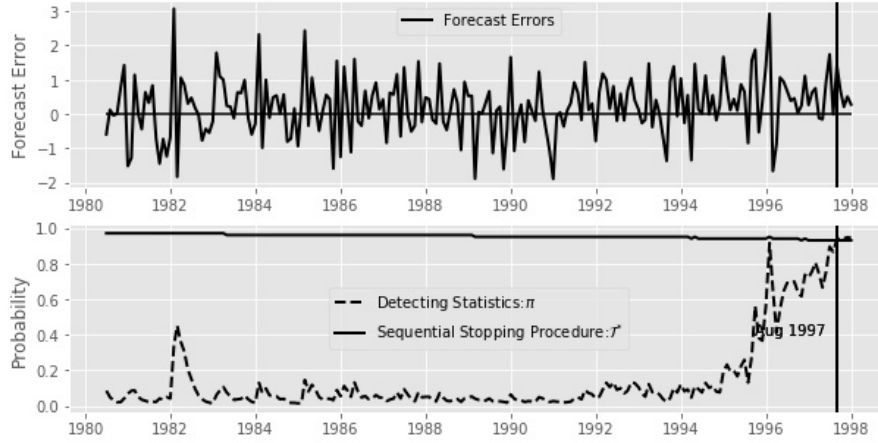 Forecast Error
3
2
1
0
−1
−2
Forecast Errors
1980 1982 1984 1986 1988 1990 1992 1994 1996 1998
Probability
1.0
0.8
0.6
0.4
0.2
0.0
Detecting Statistics:π
Sequential Stopping Procedure:𝒯*
Aug 1997
1980 1982 1984 1986 1988 1990 1992 1994 1996 1998